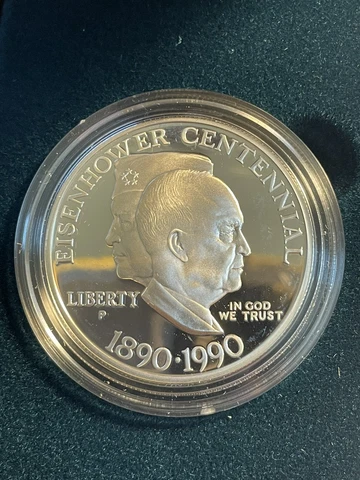 EISENHOWER CENTENNIAL
LIBERTY
P
IN GOD
WE TRUST
1890·1990